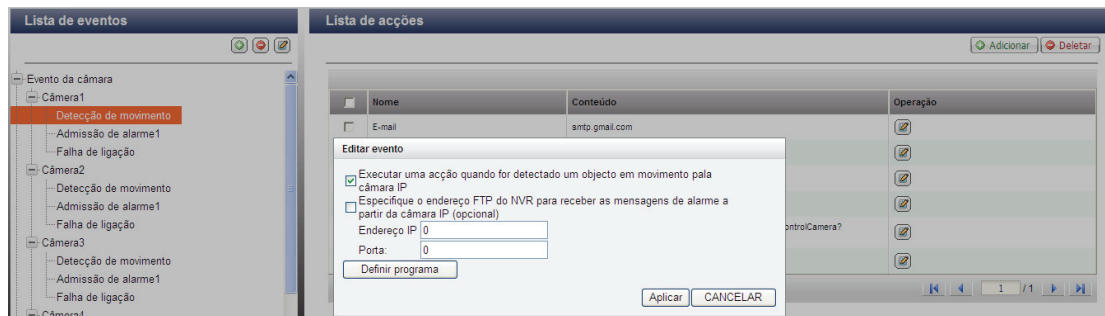 Lista de eventos
Lista de acções
Adicionar
Deletar
Evento da câmara
Câmera1
Detecção de movimento
Admissão de alarme1
Falha de ligação
Câmera2
Detecção de movimento
Admissão de alarme1
Falha de ligação
Câmera3
Detecção de movimento
Admissão de alarme1
Falha de ligação
Câmera4
Nome
Conteúdo
Operação
E-mail
smtp.gmail.com
Editar evento
Executar uma acção quando for detectado um objecto em movimento pala
câmara IP
Especifique o endereço FTP do NVR para receber as mensagens de alarme a
partir da câmara IP (opcional)
Endereço IP 0
Porta: 0
Definir programa
Aplicar
CANCELAR
ontrolCamera?
1 /1